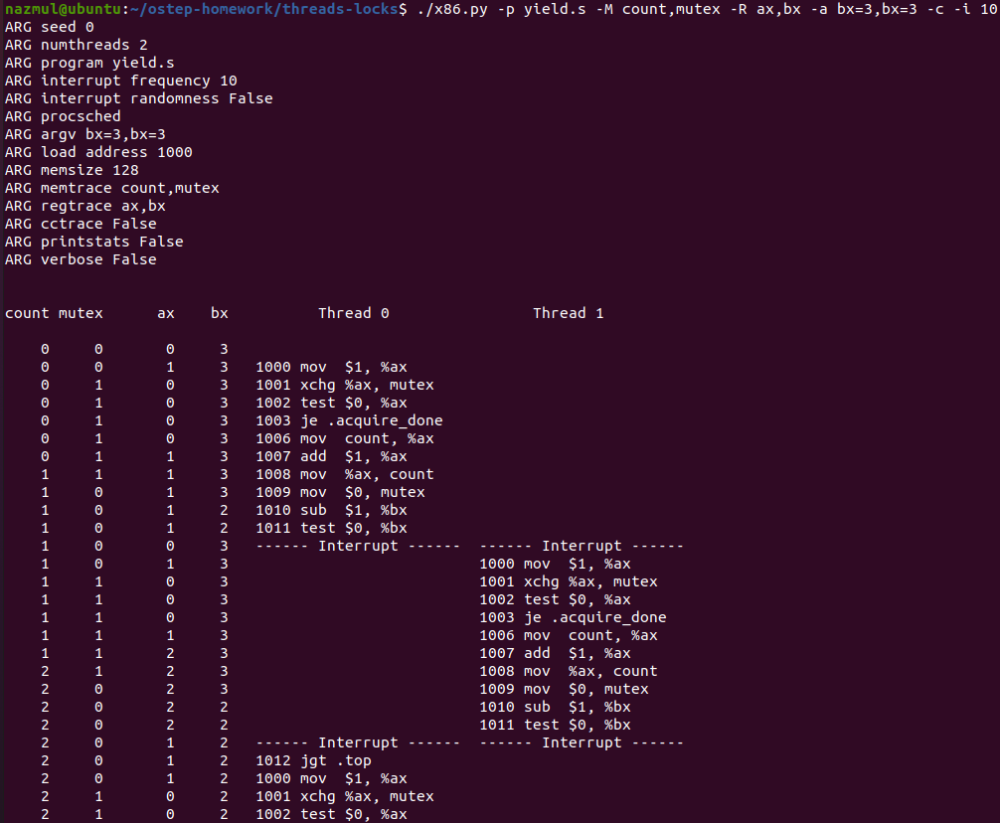 nazmul@ubuntu:~/ostep-homework/threads-locks$ ./x86.py -p yield.s -M count,mutex -R ax,bx -a bx=3,bx=3 -c -i 10
ARG seed 0
ARG numthreads 2
ARG program yield.s
ARG interrupt frequency 10
ARG interrupt randomness False
ARG procsched
ARG argv bx=3,bx=3
ARG load address 1000
ARG memsize 128
ARG memtrace count,mutex
ARG regtrace ax,bx
ARG cctrace False
ARG printstats False
ARG verbose False
count mutex      ax    bx          Thread 0                Thread 1
    0     0       0     3
    0     0       1     3   1000 mov  $1, %ax
    0     1       0     3   1001 xchg %ax, mutex
    0     1       0     3   1002 test $0, %ax
    0     1       0     3   1003 je .acquire_done
    0     1       0     3   1006 mov  count, %ax
    0     1       1     3   1007 add  $1, %ax
    1     1       1     3   1008 mov  %ax, count
    1     0       1     3   1009 mov  $0, mutex
    1     0       1     2   1010 sub  $1, %bx
    1     0       1     2   1011 test $0, %bx
    1     0       0     3   ------ Interrupt ------  ------ Interrupt ------
    1     0       1     3                            1000 mov  $1, %ax
    1     1       0     3                            1001 xchg %ax, mutex
    1     1       0     3                            1002 test $0, %ax
    1     1       0     3                            1003 je .acquire_done
    1     1       1     3                            1006 mov  count, %ax
    1     1       2     3                            1007 add  $1, %ax
    2     1       2     3                            1008 mov  %ax, count
    2     0       2     3                            1009 mov  $0, mutex
    2     0       2     2                            1010 sub  $1, %bx
    2     0       2     2                            1011 test $0, %bx
    2     0       1     2   ------ Interrupt ------  ------ Interrupt ------
    2     0       1     2   1012 jgt .top
    2     0       1     2   1000 mov  $1, %ax
    2     1       0     2   1001 xchg %ax, mutex
    2     1       0     2   1002 test $0, %ax